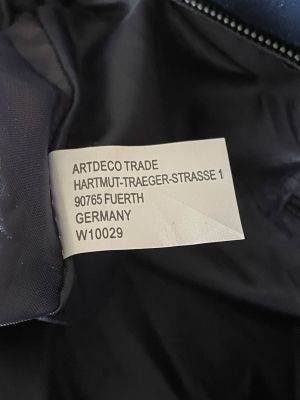 ARTDECO TRADE
HARTMUT-TRAEGER-STRASSE 1
90765 FUERTH
GERMANY
W10029